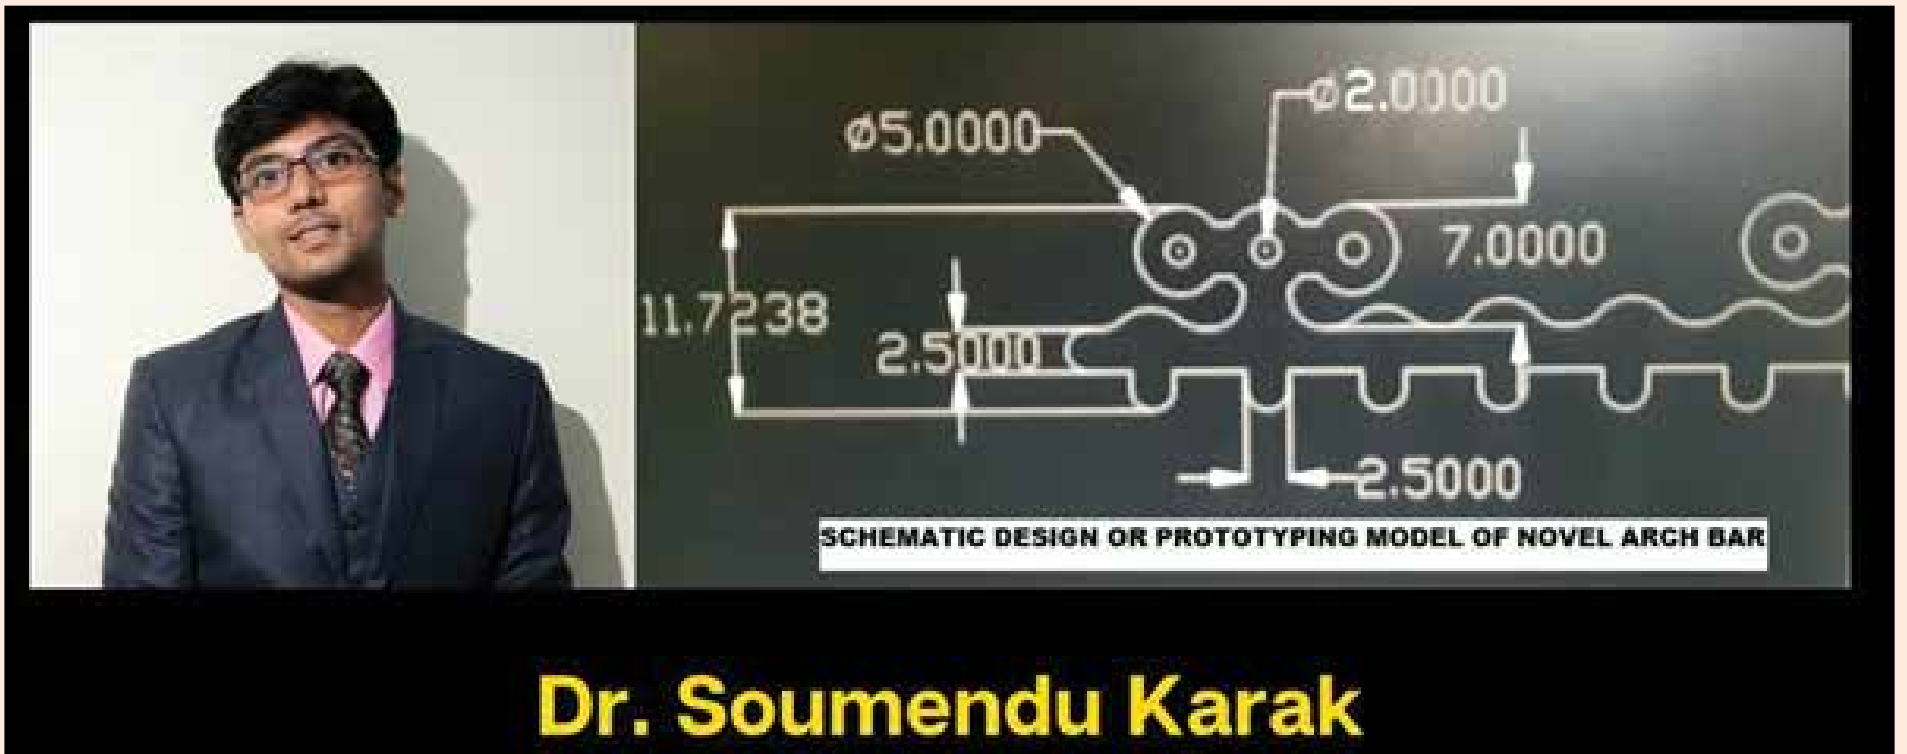 ø2.0000
ø5.0000
7.0000
11.7238
2.5000
2.5000
SCHEMATIC DESIGN OR PROTOTYPING MODEL OF NOVEL ARCH BAR
Dr. Soumendu Karak